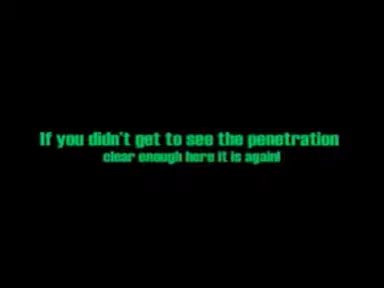 If you didn't get to see the penetration
clear enough here it is again!